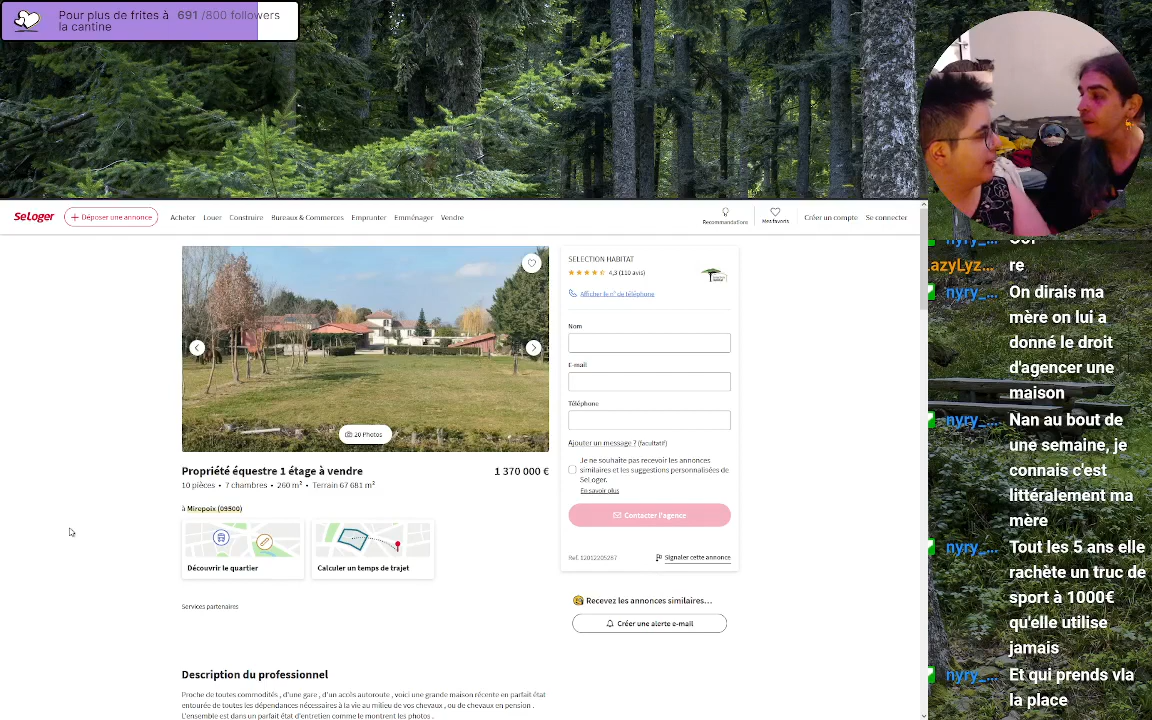 Pour plus de frites à
la cantine
691 /800 followers
SeLoger
Déposer une annonce
Acheter
Louer
Construire
Bureaux & Commerces
Emprunter
Emménager
Vendre
Recommandations
Mes favoris
Créer un compte
Se connecter
20 Photos
Propriété équestre 1 étage à vendre
1 370 000 €
10 pièces • 7 chambres • 260 m² • Terrain 67 681 m²
à Mirepoix (09500)
Découvrir le quartier
Calculer un temps de trajet
Services partenaires
Description du professionnel
Proche de toutes commodités , d'une gare , d'un accès autoroute , voici une grande maison récente en parfait état
entourée de toutes les dépendances nécessaires à la vie au milieu de vos chevaux , ou de chevaux en pension .
L'ensemble est dans un parfait état d'entretien comme le montrent les photos .
SELECTION HABITAT
4,3 (110 avis)
Afficher le n° de téléphone
Nom
E-mail
Téléphone
Ajouter un message ? (facultatif)
Je ne souhaite pas recevoir les annonces
similaires et les suggestions personnalisées de
SeLoger.
En savoir plus
Contacter l'agence
Ref. 12012205287
Signaler cette annonce
Recevez les annonces similaires…
Créer une alerte e-mail
LazyLyz...
re
nyry_...
On dirais ma
mère on lui a
donné le droit
d'agencer une
maison
nyry_...
Nan au bout de
une semaine, je
connais c'est
littéralement ma
mère
nyry_...
Tout les 5 ans elle
rachète un truc de
sport à 1000€
qu'elle utilise
jamais
nyry_...
Et qui prends vla
la place